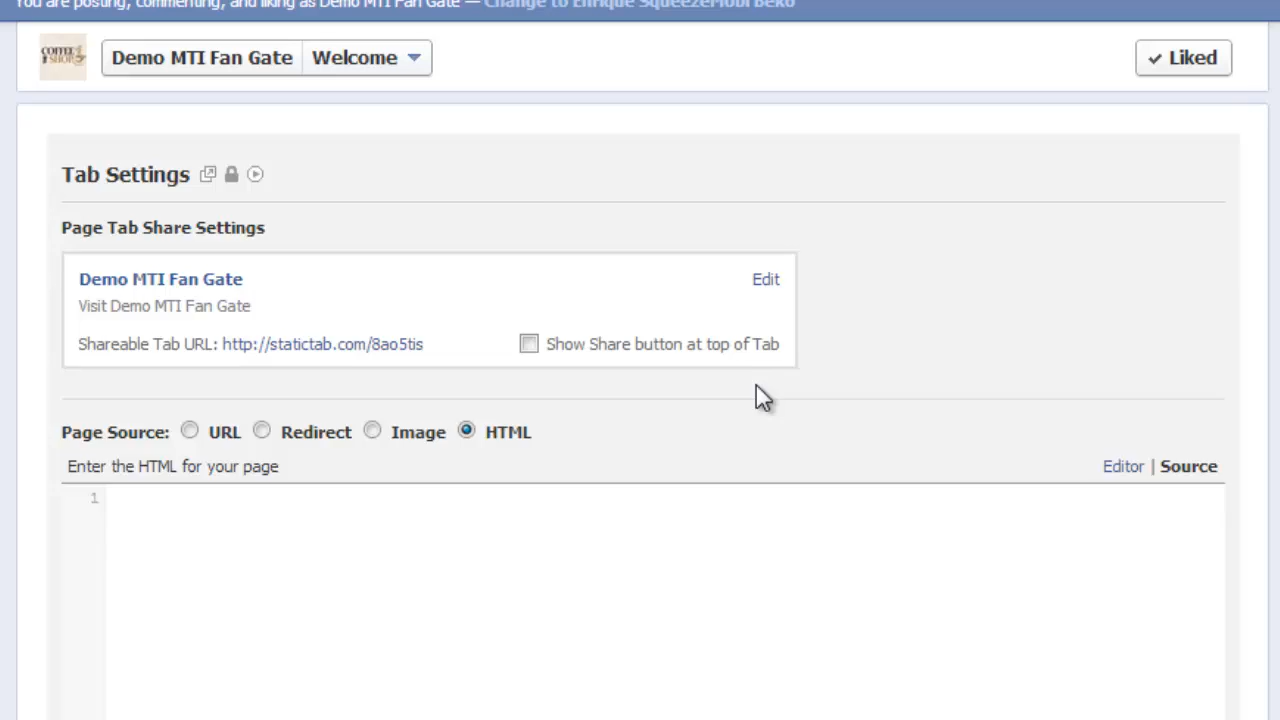 You are posting, commenting, and liking as Demo MTI Fan Gate — Change to Enrique SqueezeMobi Beko
COFFEE SHOP
Demo MTI Fan Gate Welcome
Liked
Tab Settings
Page Tab Share Settings
Demo MTI Fan Gate Edit
Visit Demo MTI Fan Gate
Shareable Tab URL: http://statictab.com/8ao5tis Show Share button at top of Tab
Page Source: URL Redirect Image HTML
Enter the HTML for your page Editor | Source
1